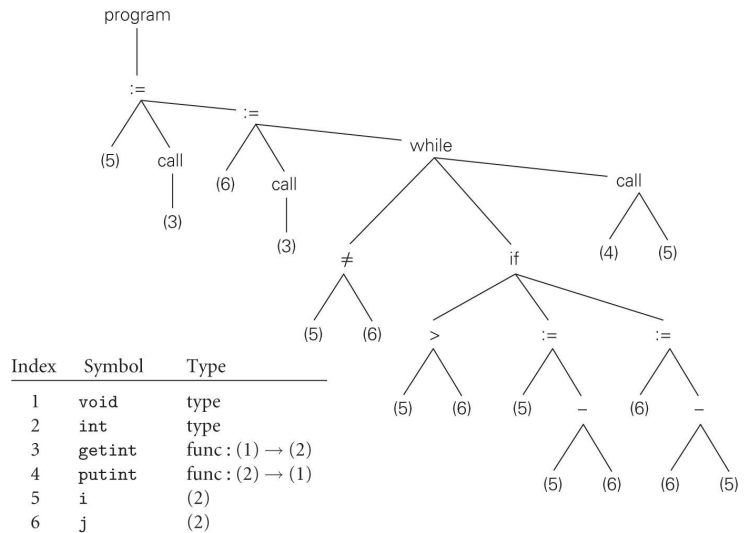 program
:=
:=
while
(5) call
(6) call
call
(3)
(3)
(4) (5)
≠ if
(5) (6)
> := :=
(5) (6) (5) − (6) −
(5) (6) (6) (5)
Index Symbol Type
1 void type
2 int type
3 getint func : (1) → (2)
4 putint func : (2) → (1)
5 i (2)
6 j (2)